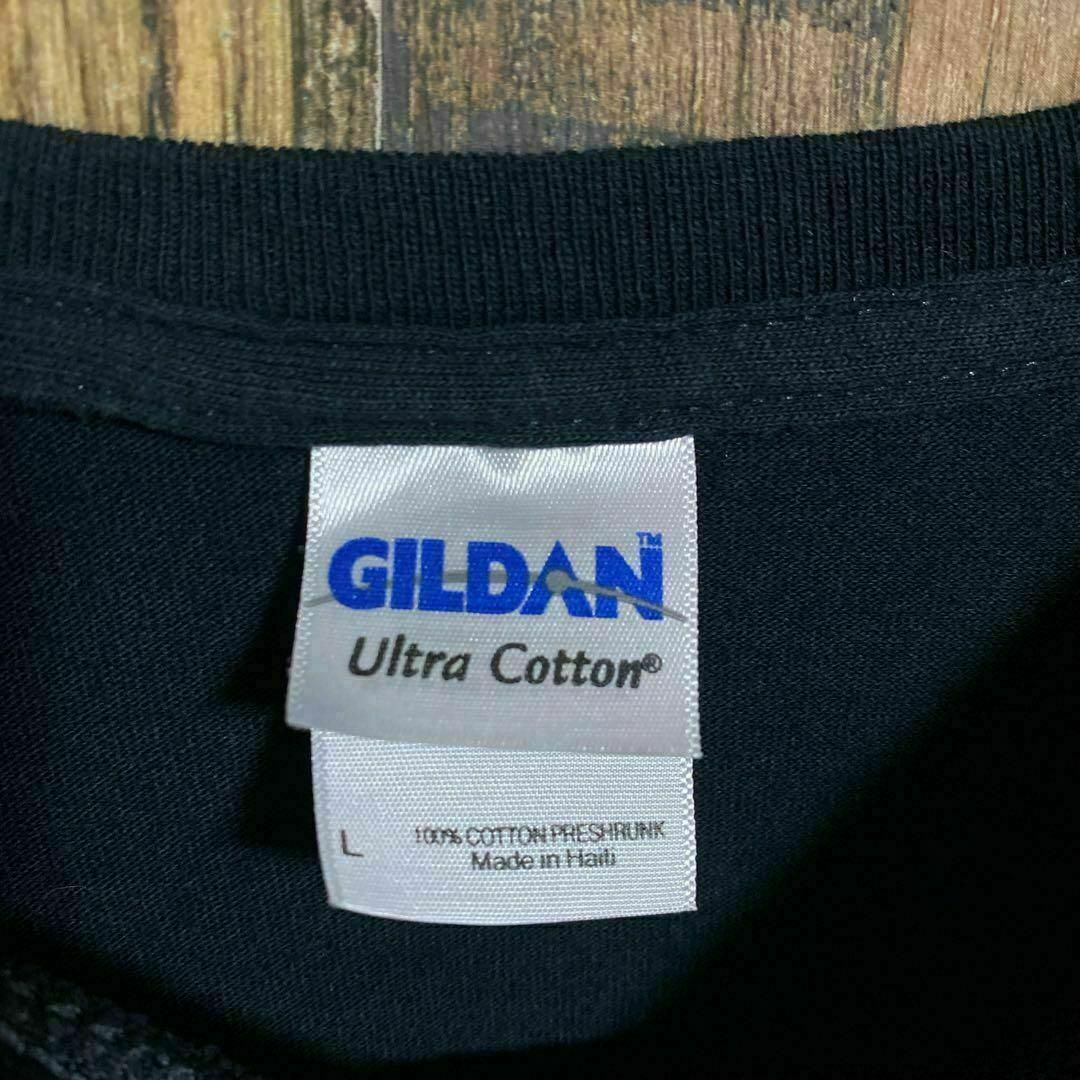 GILDAN™
Ultra Cotton®
L 100% COTTON PRESHRUNK
Made in Haiti